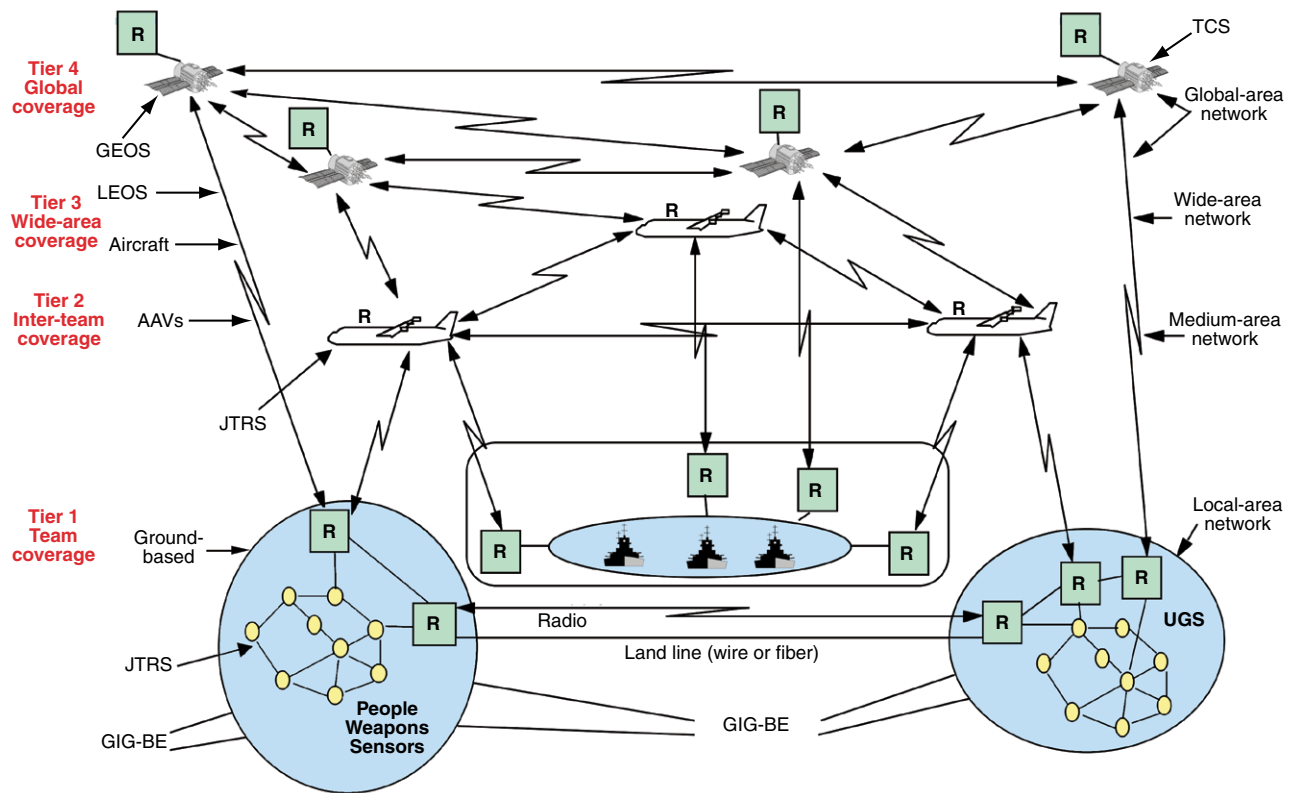 R
R
TCS
Tier 4
Global
coverage
Global-area
network
R
R
GEOS
LEOS
Tier 3
Wide-area
coverage
Wide-area
network
R
Aircraft
Tier 2
Inter-team
coverage
AAVs
R
R
Medium-area
network
JTRS
R
R
Tier 1
Team
coverage
Ground-
based
Local-area
network
R
R
R
R
R
UGS
R
R
Radio
Land line (wire or fiber)
JTRS
People
Weapons
Sensors
GIG-BE
GIG-BE